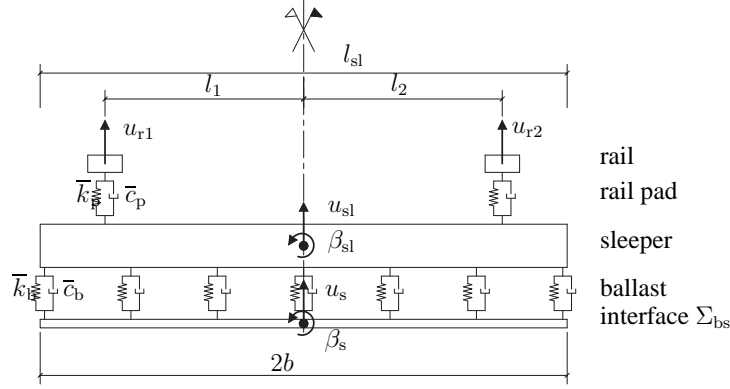 l_sl
l_1 l_2
u_r1 u_r2
rail
k̅_p c̅_p rail pad
u_sl
β_sl sleeper
k̅_b c̅_b u_s ballast
interface Σ_bs
β_s
2b